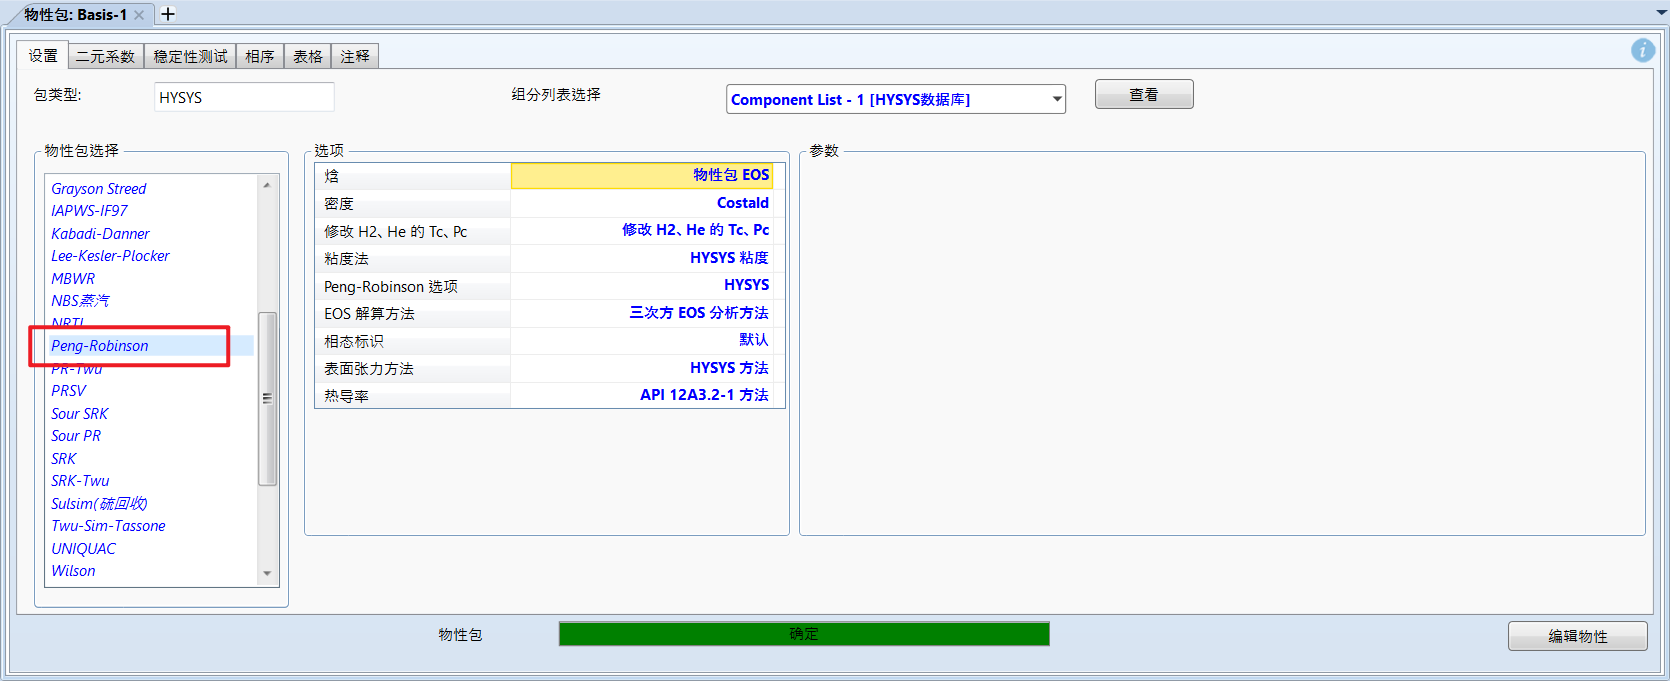 物性包: Basis-1
设置 二元系数 稳定性测试 相序 表格 注释
包类型: HYSYS 组分列表选择 Component List - 1 [HYSYS数据库] 查看
物性包选择
Grayson Streed
IAPWS-IF97
Kabadi-Danner
Lee-Kesler-Plocker
MBWR
NBS蒸汽
NRTL
Peng-Robinson
PR-Twu
PRSV
Sour SRK
Sour PR
SRK
SRK-Twu
Sulsim(硫回收)
Twu-Sim-Tassone
UNIQUAC
Wilson
选项
焓 物性包 EOS
密度 Costald
修改 H2、He 的 Tc、Pc 修改 H2、He 的 Tc、Pc
粘度法 HYSYS 粘度
Peng-Robinson 选项 HYSYS
EOS 解算方法 三次方 EOS 分析方法
相态标识 默认
表面张力方法 HYSYS 方法
热导率 API 12A3.2-1 方法
参数
物性包 确定 编辑物性